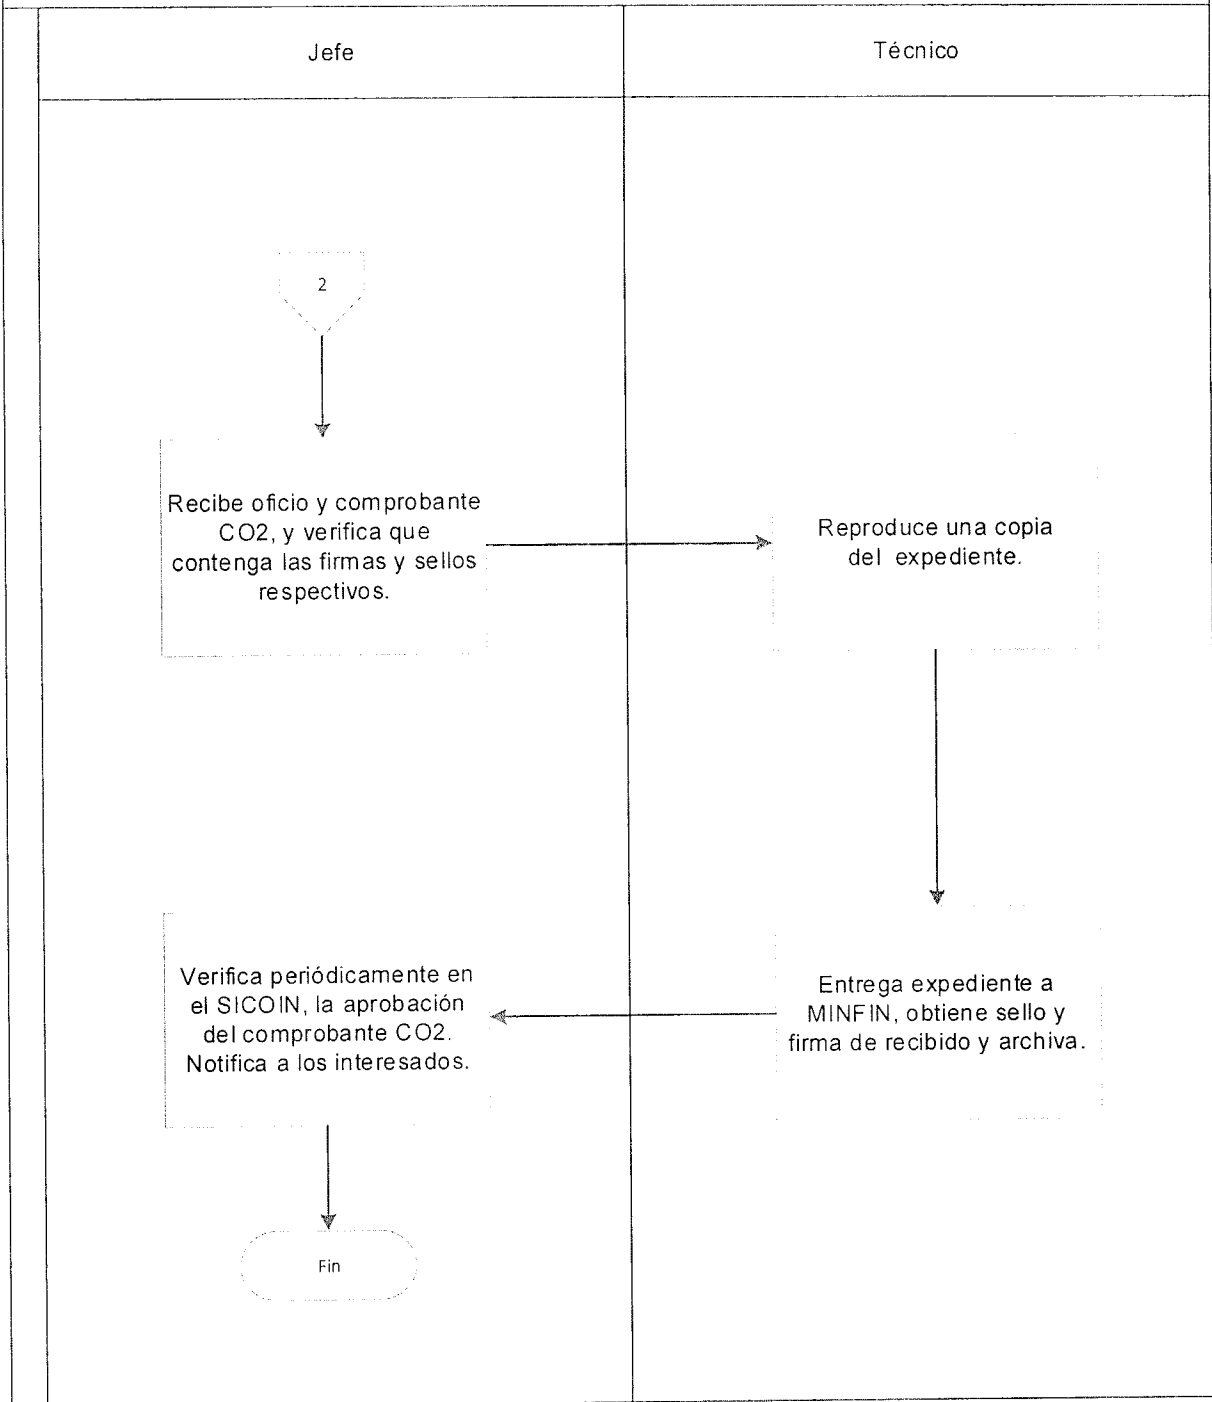 Jefe
Técnico
2
Recibe oficio y comprobante
CO2, y verifica que
contenga las firmas y sellos
respectivos.
Reproduce una copia
del expediente.
Verifica periódicamente en
el SICOIN, la aprobación
del comprobante CO2.
Notifica a los interesados.
Entrega expediente a
MINFIN, obtiene sello y
firma de recibido y archiva.
Fin